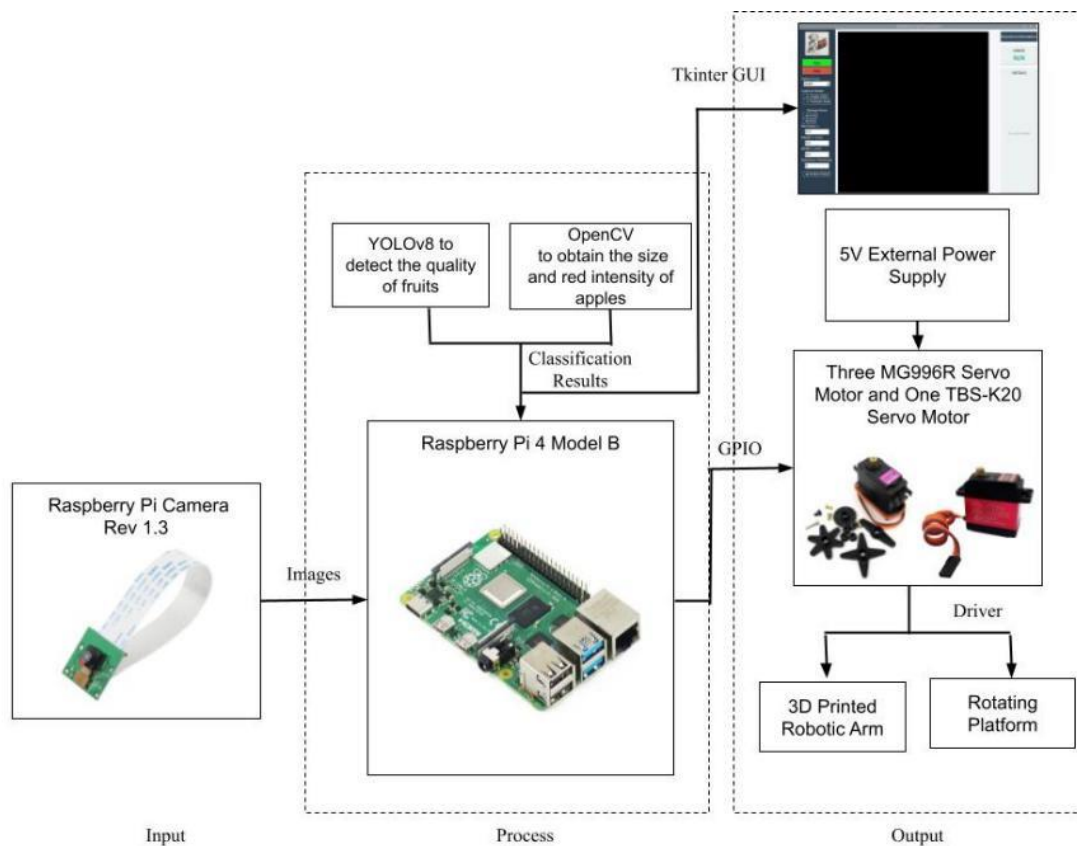 Tkinter GUI
YOLOv8 to
detect the quality
of fruits
OpenCV
to obtain the size
and red intensity of
apples
5V External Power
Supply
Classification
Results
Three MG996R Servo
Motor and One TBS-K20
Servo Motor
Raspberry Pi 4 Model B
GPIO
Raspberry Pi Camera
Rev 1.3
Images
Driver
3D Printed
Robotic Arm
Rotating
Platform
Input
Process
Output